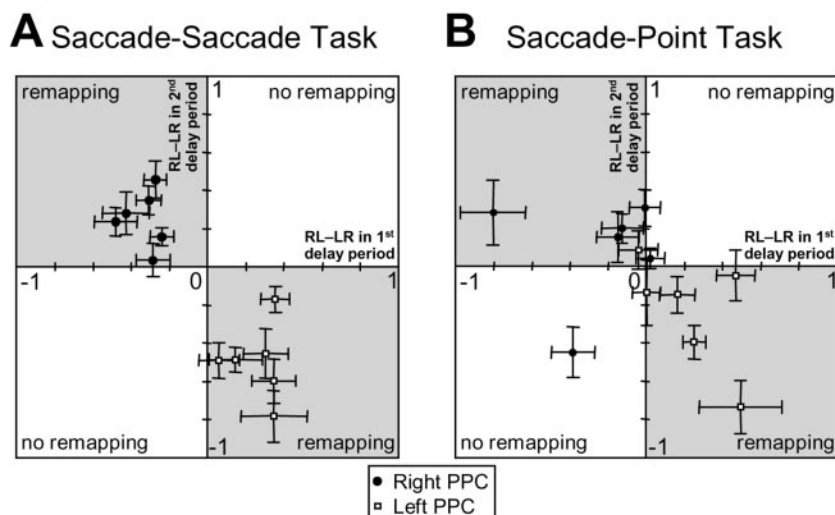 A Saccade-Saccade Task
remapping
1
no remapping
RL–LR in 2nd
delay period
RL–LR in 1st
delay period
-1
0
1
no remapping
-1
remapping
B Saccade-Point Task
remapping
1
no remapping
RL–LR in 2nd
delay period
RL–LR in 1st
delay period
-1
0
1
no remapping
-1
remapping
Right PPC
Left PPC